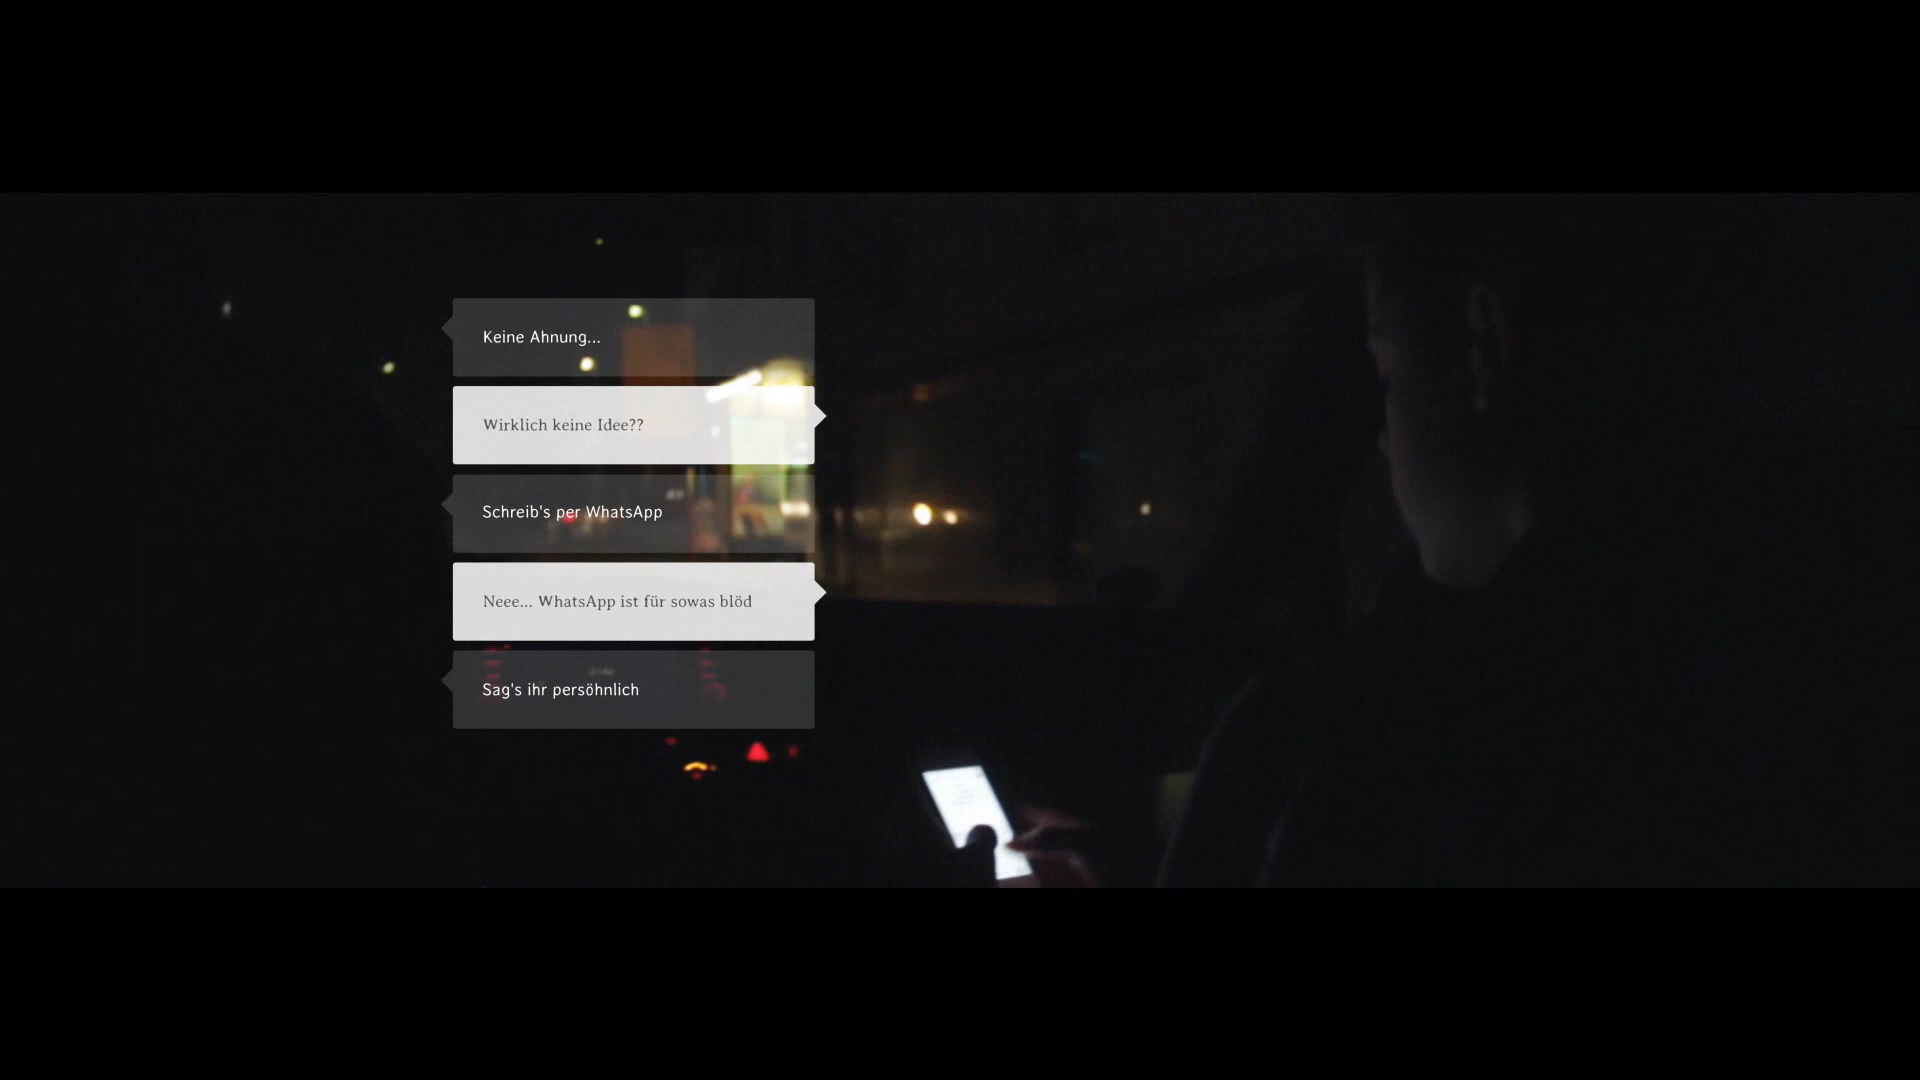 Keine Ahnung...
Wirklich keine Idee??
Schreib's per WhatsApp
Neee... WhatsApp ist für sowas blöd
Sag's ihr persöhnlich